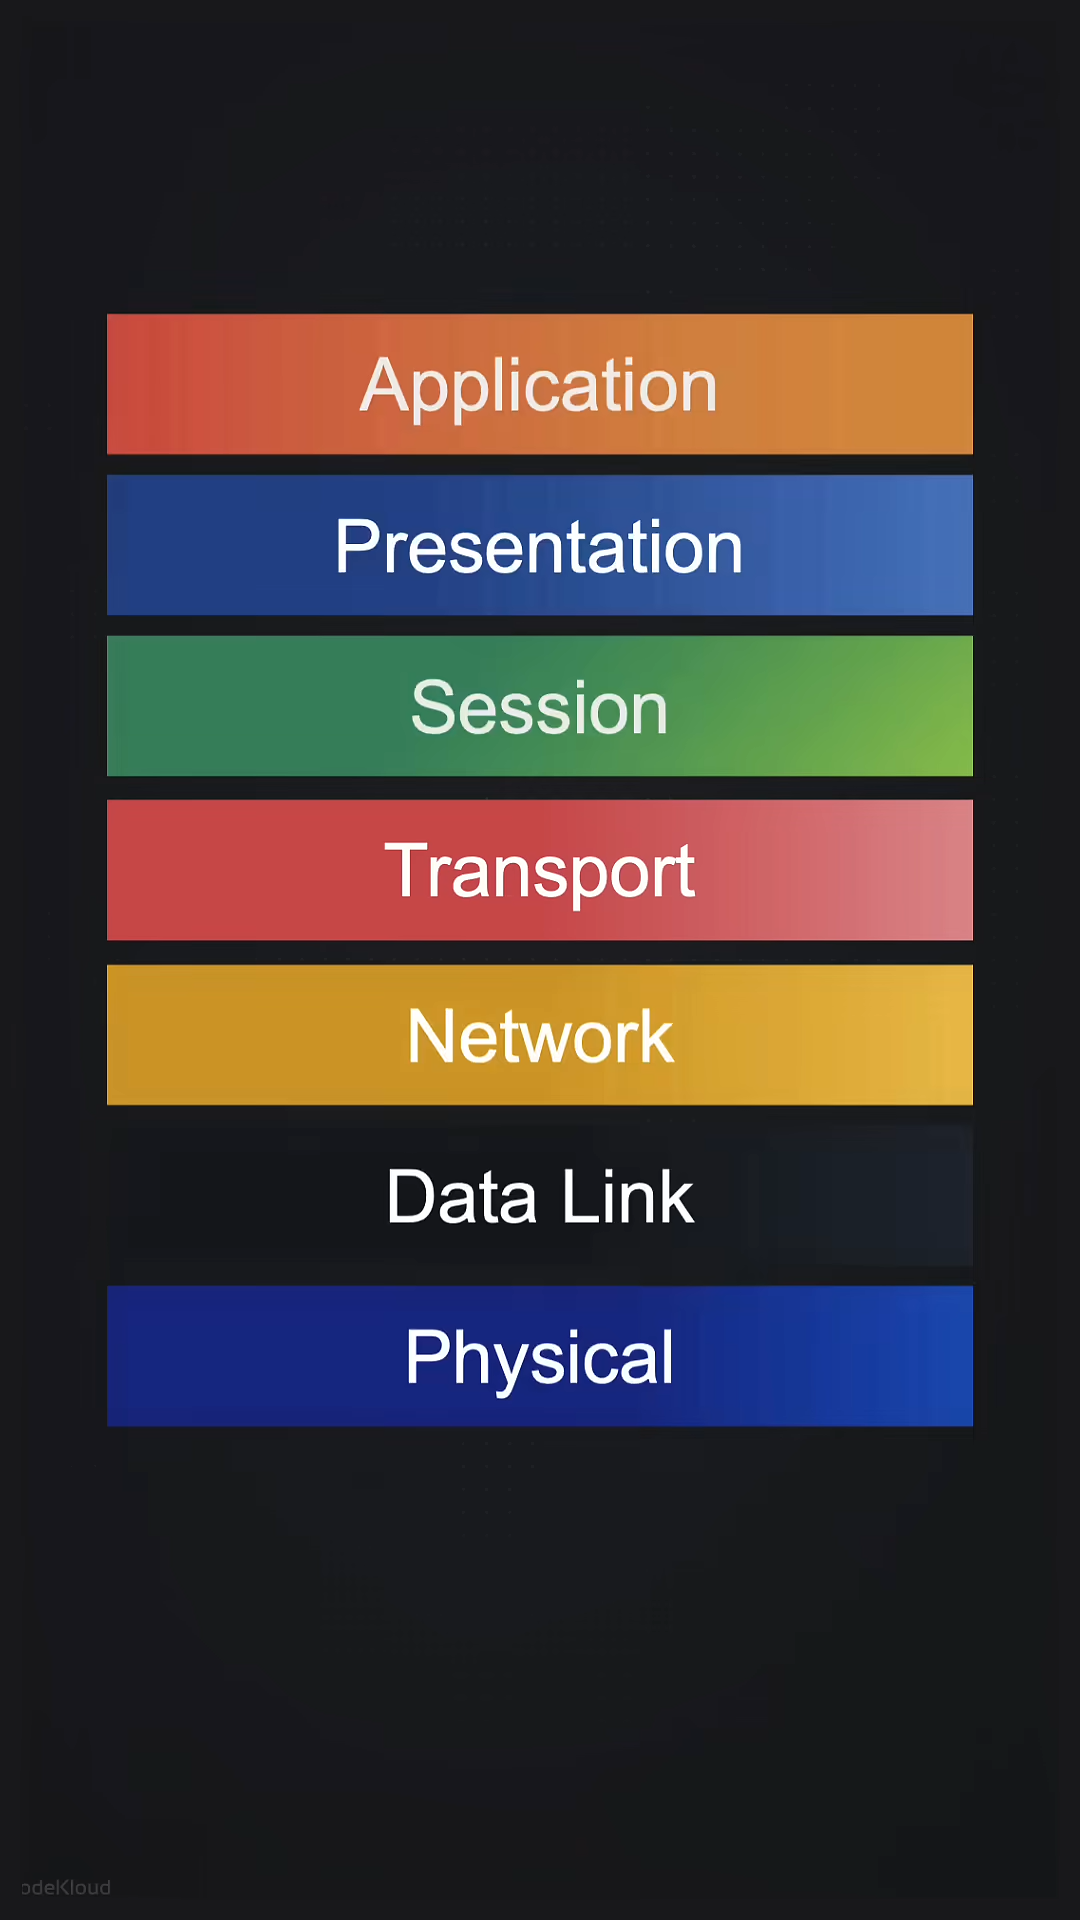 Application
Presentation
Session
Transport
Network
Data Link
Physical
odeKloud